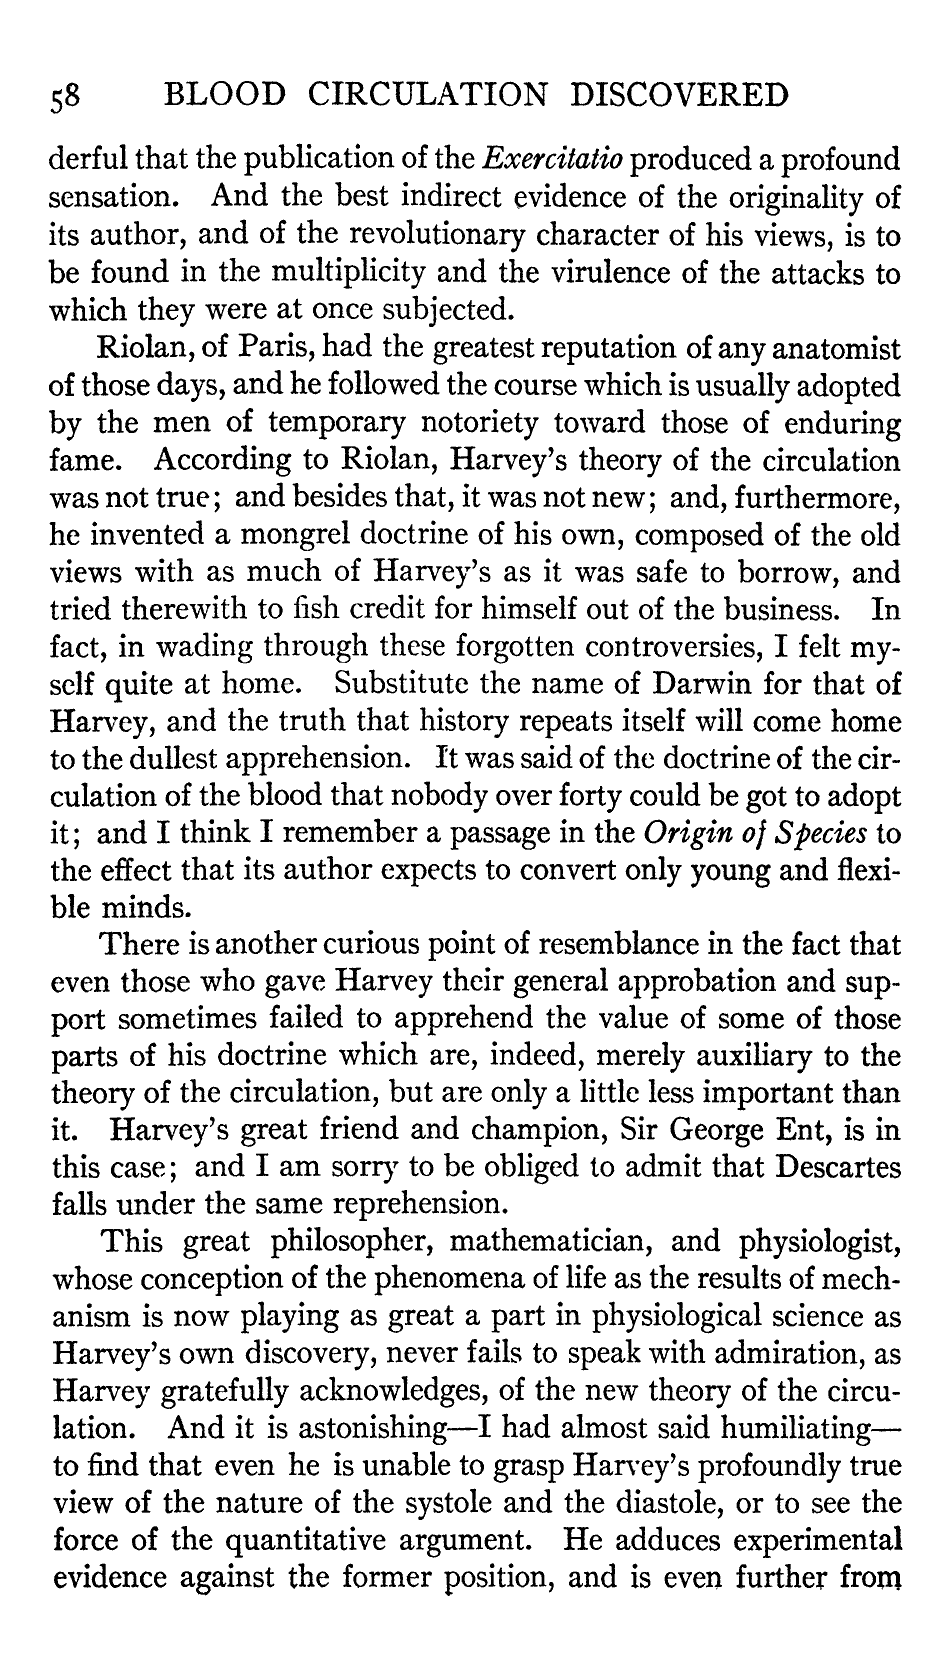 58 BLOOD CIRCULATION DISCOVERED
derful that the publication of the Exercitatio produced a profound
sensation. And the best indirect evidence of the originality of
its author, and of the revolutionary character of his views, is to
be found in the multiplicity and the virulence of the attacks to
which they were at once subjected.
Riolan, of Paris, had the greatest reputation of any anatomist
of those days, and he followed the course which is usually adopted
by the men of temporary notoriety toward those of enduring
fame. According to Riolan, Harvey's theory of the circulation
was not true; and besides that, it was not new; and, furthermore,
he invented a mongrel doctrine of his own, composed of the old
views with as much of Harvey's as it was safe to borrow, and
tried therewith to fish credit for himself out of the business. In
fact, in wading through these forgotten controversies, I felt my-
self quite at home. Substitute the name of Darwin for that of
Harvey, and the truth that history repeats itself will come home
to the dullest apprehension. It was said of the doctrine of the cir-
culation of the blood that nobody over forty could be got to adopt
it; and I think I remember a passage in the Origin of Species to
the effect that its author expects to convert only young and flexi-
ble minds.
There is another curious point of resemblance in the fact that
even those who gave Harvey their general approbation and sup-
port sometimes failed to apprehend the value of some of those
parts of his doctrine which are, indeed, merely auxiliary to the
theory of the circulation, but are only a little less important than
it. Harvey's great friend and champion, Sir George Ent, is in
this case; and I am sorry to be obliged to admit that Descartes
falls under the same reprehension.
This great philosopher, mathematician, and physiologist,
whose conception of the phenomena of life as the results of mech-
anism is now playing as great a part in physiological science as
Harvey's own discovery, never fails to speak with admiration, as
Harvey gratefully acknowledges, of the new theory of the circu-
lation. And it is astonishing—I had almost said humiliating—
to find that even he is unable to grasp Harvey's profoundly true
view of the nature of the systole and the diastole, or to see the
force of the quantitative argument. He adduces experimental
evidence against the former position, and is even further from